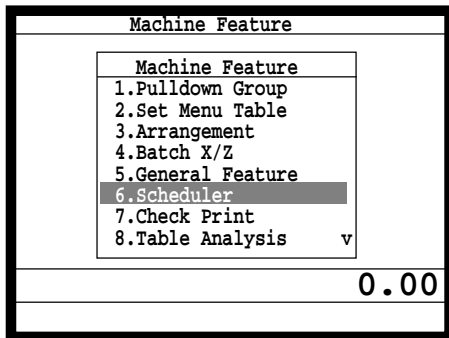 Machine Feature
Machine Feature
1.Pulldown Group
2.Set Menu Table
3.Arrangement
4.Batch X/Z
5.General Feature
6.Scheduler
7.Check Print
8.Table Analysis v
0.00